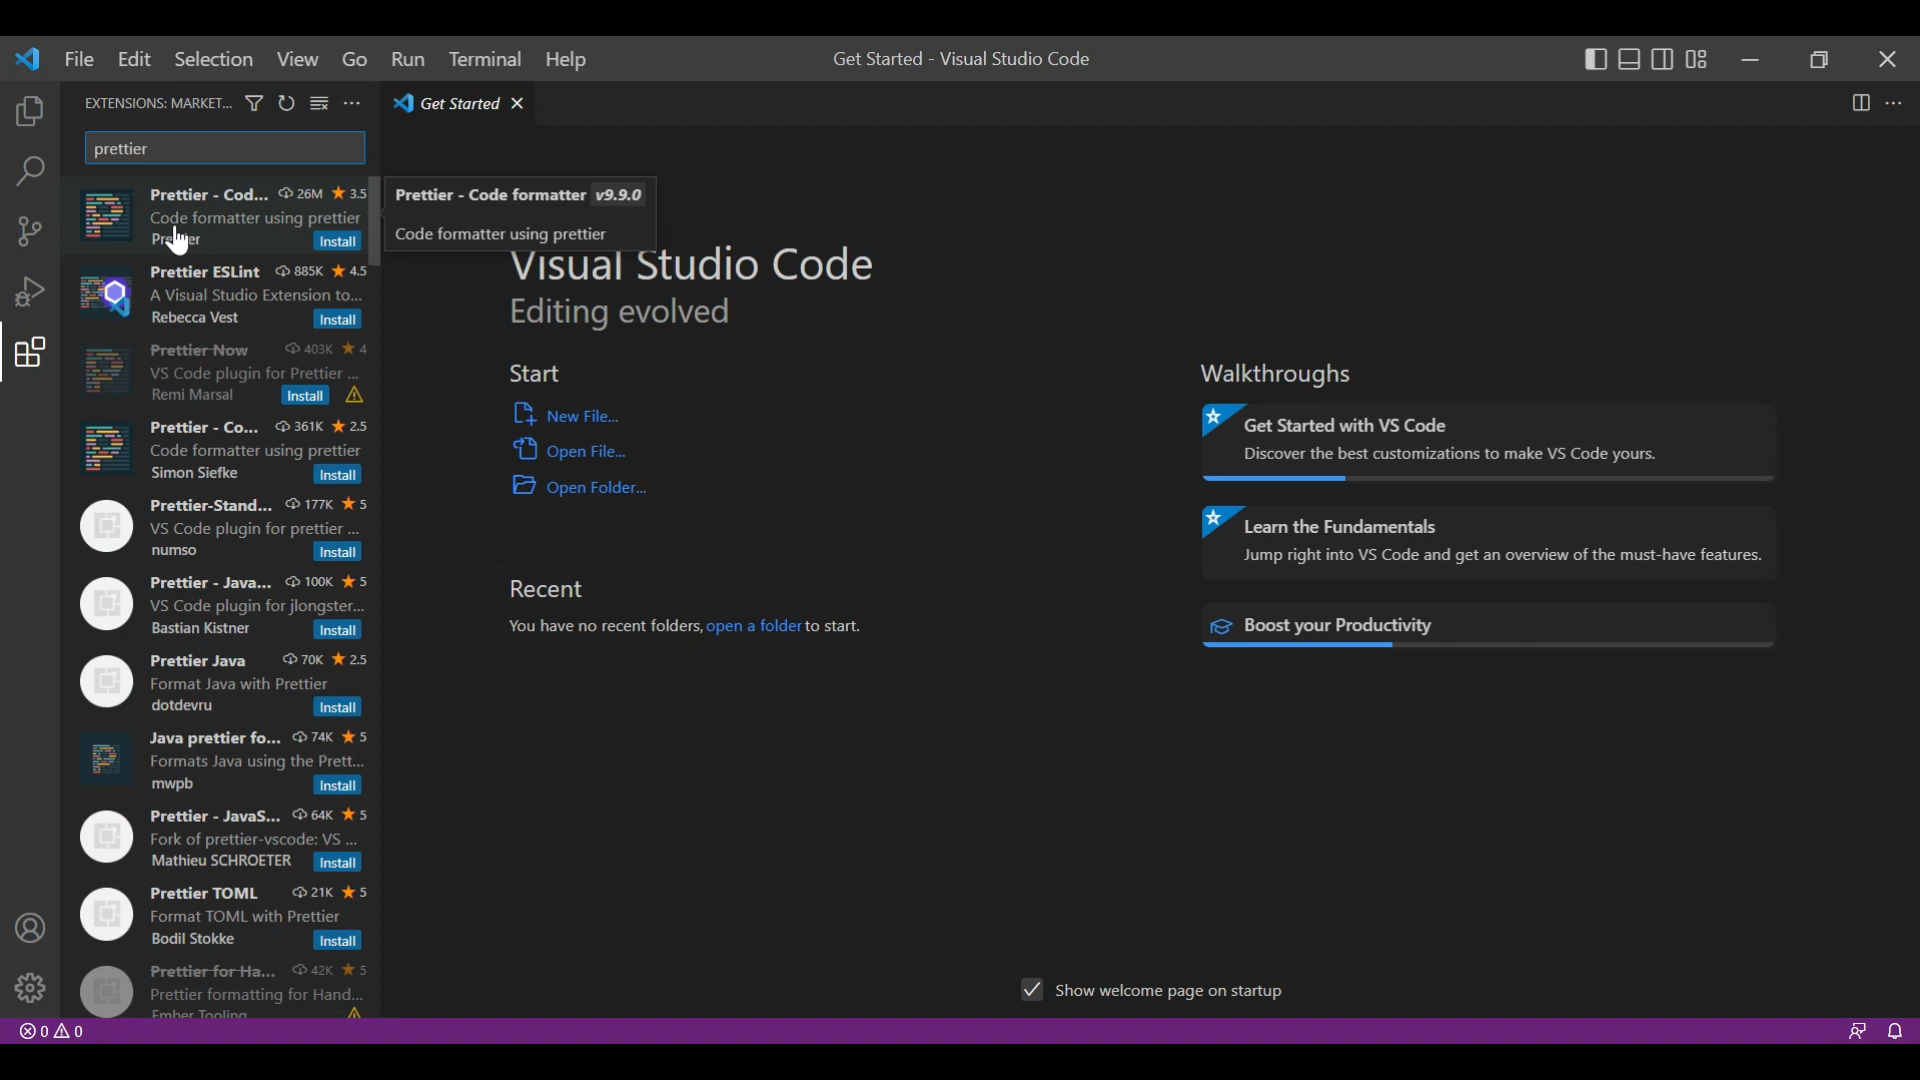 File Edit Selection View Go Run Terminal Help
Get Started - Visual Studio Code
EXTENSIONS: MARKET...
Get Started
prettier
Prettier - Cod... 26M 3.5
Code formatter using prettier
Install
Prettier - Code formatter v9.9.0
Code formatter using prettier
Prettier ESLint 885K 4.5
A Visual Studio Extension to...
Rebecca Vest Install
Prettier Now 403K 4
VS Code plugin for Prettier ...
Remi Marsal Install
Prettier - Co... 361K 2.5
Code formatter using prettier
Simon Siefke Install
Prettier-Stand... 177K 5
VS Code plugin for prettier ...
numso Install
Prettier - Java... 100K 5
VS Code plugin for jlongster...
Bastian Kistner Install
Prettier Java 70K 2.5
Format Java with Prettier
dotdevru Install
Java prettier fo... 74K 5
Formats Java using the Prett...
mwpb Install
Prettier - JavaS... 64K 5
Fork of prettier-vscode: VS ...
Mathieu SCHROETER Install
Prettier TOML 21K 5
Format TOML with Prettier
Bodil Stokke Install
Prettier for Ha... 42K 5
Prettier formatting for Hand...
Ember Tooling
Visual Studio Code
Editing evolved
Start
New File...
Open File...
Open Folder...
Recent
You have no recent folders, open a folder to start.
Walkthroughs
Get Started with VS Code
Discover the best customizations to make VS Code yours.
Learn the Fundamentals
Jump right into VS Code and get an overview of the must-have features.
Boost your Productivity
Show welcome page on startup
0 0